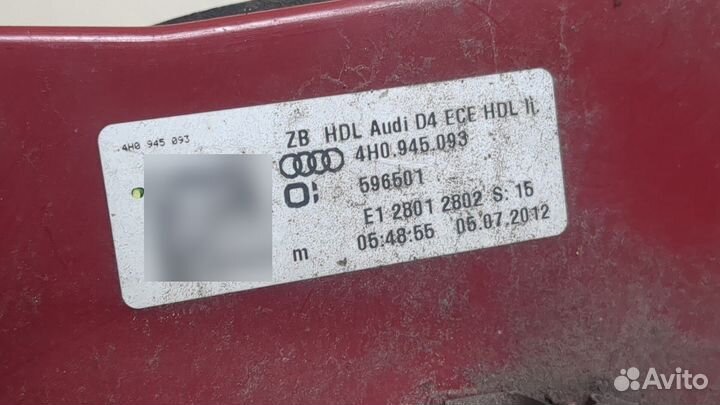 4H0 945 093
ZB HDL Audi D4 ECE HDL li.
4H0.945.093
596501
E1 2801 2802 S: 15
m 05:48:55 05.07.2012
Avito